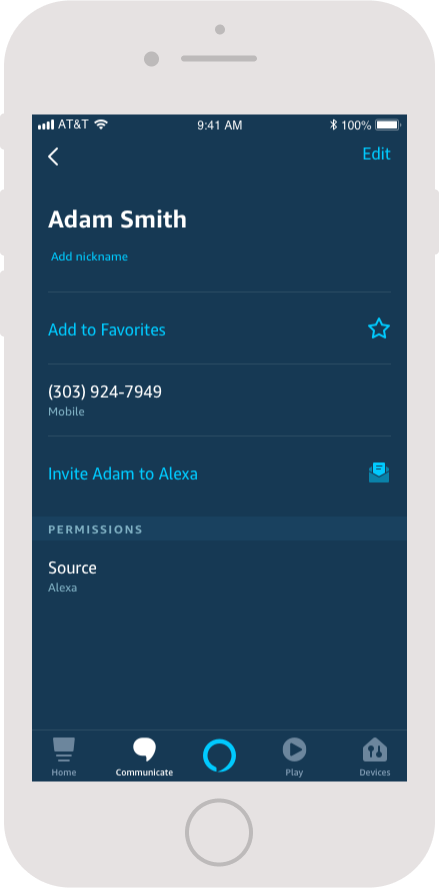 AT&T 9:41 AM 100%
Edit
Adam Smith
Add nickname
Add to Favorites
(303) 924-7949
Mobile
Invite Adam to Alexa
PERMISSIONS
Source
Alexa
Home Communicate Play Devices